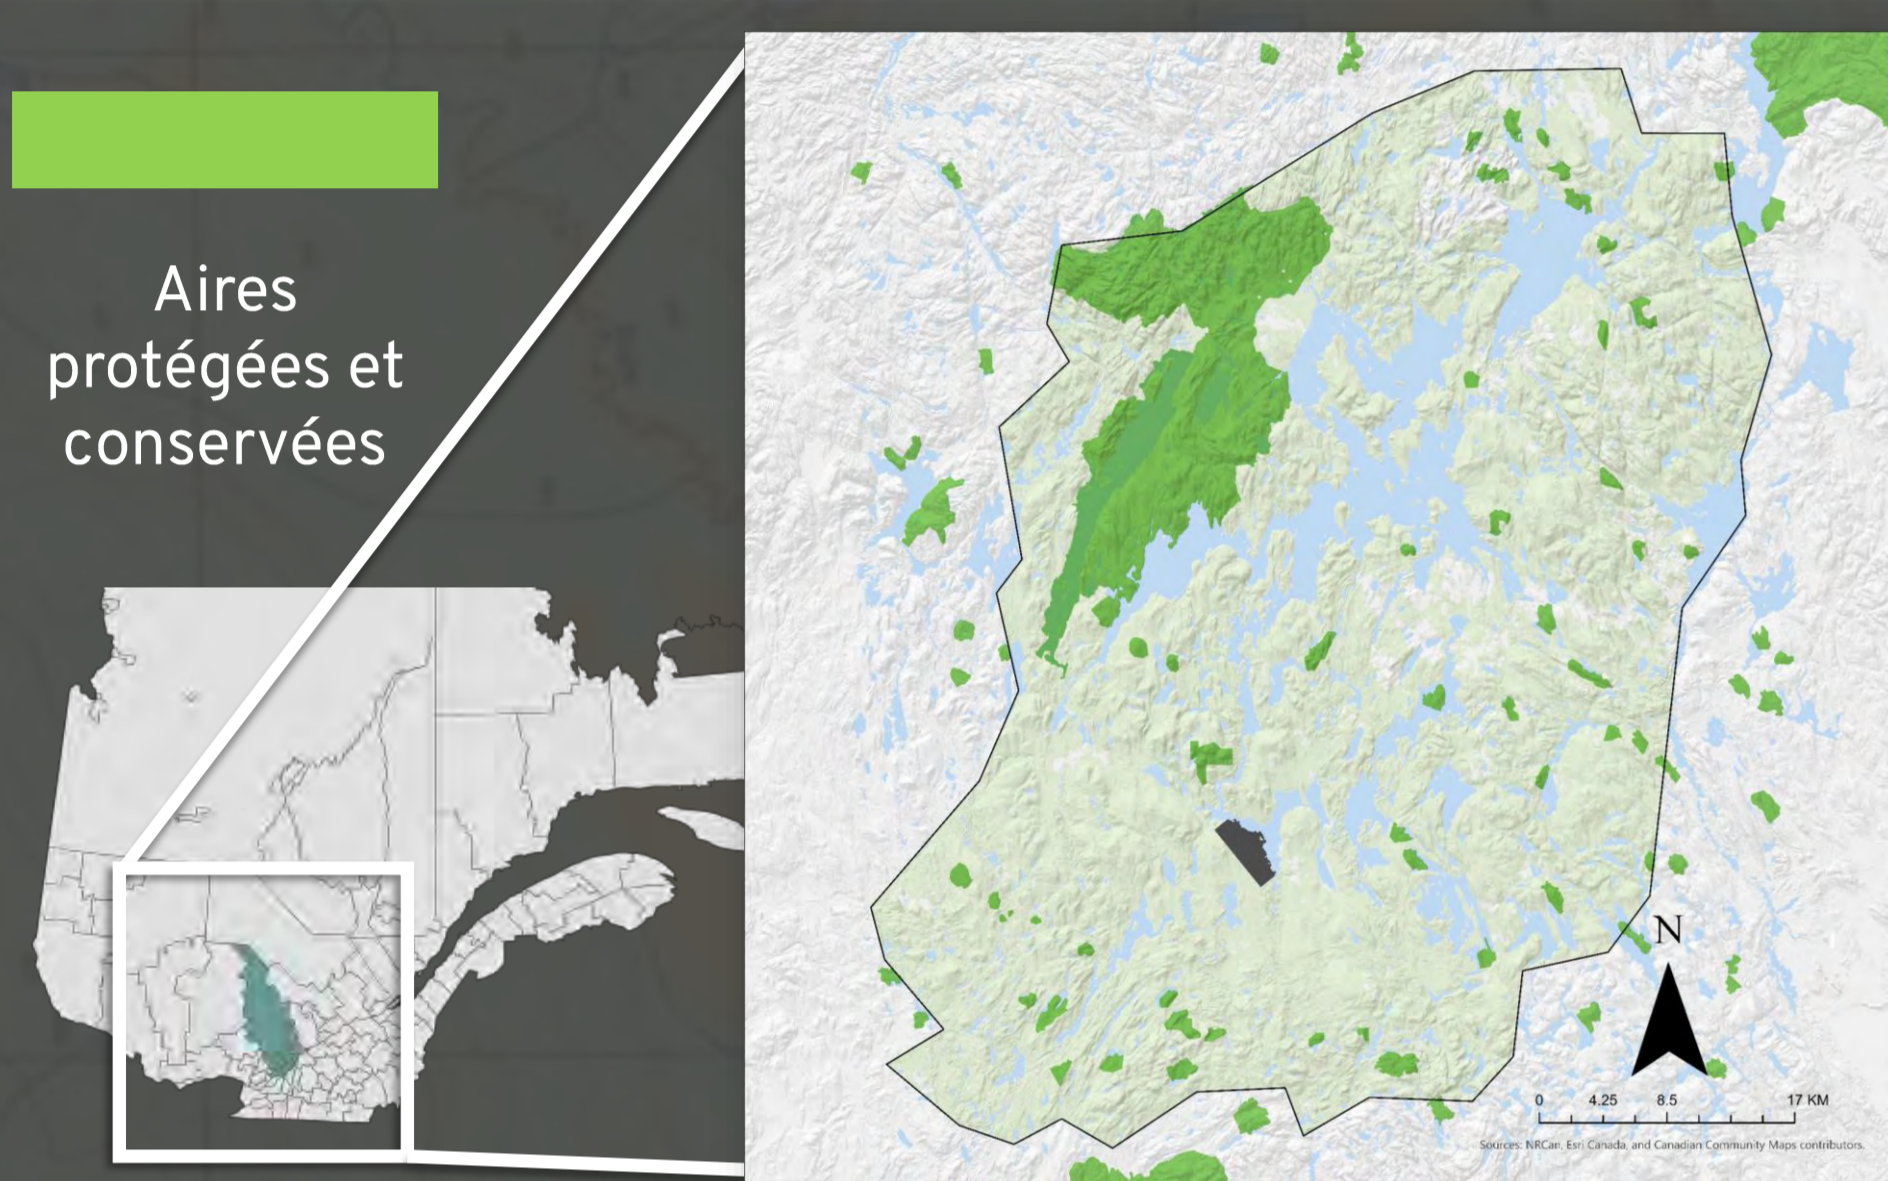 Aires
protégées et
conservées
N
0 4.25 8.5 17 KM
Sources: NRCan, Esri Canada, and Canadian Community Maps contributors.